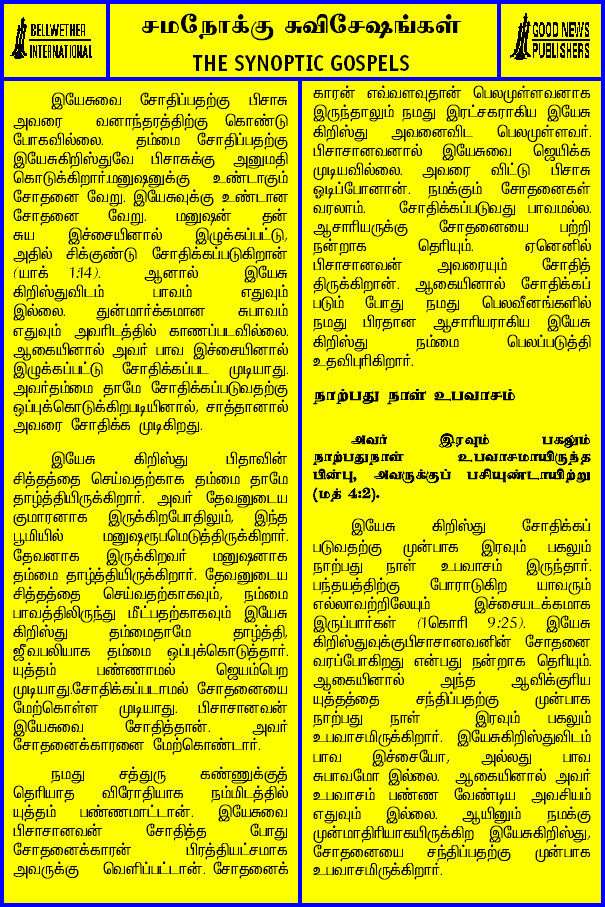 BELLWETHER
INTERNATIONAL
சமநோக்கு சுவிசேஷங்கள்
THE SYNOPTIC GOSPELS
GOOD NEWS
PUBLISHERS
இயேசுவை சோதிப்பதற்கு பிசாசு
அவரை வனாந்தரத்திற்கு கொண்டு
போகவில்லை. தம்மை சோதிப்பதற்கு
இயேசுகிறிஸ்துவே பிசாசுக்கு அனுமதி
கொடுக்கிறார்.மனுஷனுக்கு உண்டாகும்
சோதனை வேறு. இயேசுவுக்கு உண்டான
சோதனை வேறு. மனுஷன் தன்
சுய இச்சையினால் இழுக்கப்பட்டு,
அதில் சிக்குண்டு சோதிக்கப்படுகிறான்
(யாக் 1:14). ஆனால் இயேசு
கிறிஸ்துவிடம் பாவம் எதுவும்
இல்லை. துன்மார்க்கமான சுபாவம்
எதுவும் அவரிடத்தில் காணப்படவில்லை.
ஆகையினால் அவர் பாவ இச்சையினால்
இழுக்கப்பட்டு சோதிக்கப்பட முடியாது.
அவர்தம்மை தாமே சோதிக்கப்படுவதற்கு
ஒப்புக்கொடுக்கிறபடியினால், சாத்தானால்
அவரை சோதிக்க முடிகிறது.
இயேசு கிறிஸ்து பிதாவின்
சித்தத்தை செய்வதற்காக தம்மை தாமே
தாழ்த்தியிருக்கிறார். அவர் தேவனுடைய
குமாரனாக இருக்கிறபோதிலும், இந்த
பூமியில் மனுஷரூபமெடுத்திருக்கிறார்.
தேவனாக இருக்கிறவர் மனுஷனாக
தம்மை தாழ்த்தியிருக்கிறார். தேவனுடைய
சித்தத்தை செய்வதற்காகவும், நம்மை
பாவத்திலிருந்து மீட்பதற்காகவும் இயேசு
கிறிஸ்து தம்மைதாமே தாழ்த்தி,
ஜீவபலியாக தம்மை ஒப்புக்கொடுத்தார்.
யுத்தம் பண்ணாமல் ஜெயம்பெற
முடியாது.சோதிக்கப்படாமல் சோதனையை
மேற்கொள்ள முடியாது. பிசாசானவன்
இயேசுவை சோதித்தான். அவர்
சோதனைக்காரனை மேற்கொண்டார்.
நமது சத்துரு கண்ணுக்குத்
தெரியாத விரோதியாக நம்மிடத்தில்
யுத்தம் பண்ணமாட்டான். இயேசுவை
பிசாசானவன் சோதித்த போது
சோதனைக்காரன் பிரத்தியட்சமாக
அவருக்கு வெளிப்பட்டான். சோதனைக்
காரன் எவ்வளவுதான் பெலமுள்ளவனாக
இருந்தாலும் நமது இரட்சகராகிய இயேசு
கிறிஸ்து அவனைவிட பெலமுள்ளவர்.
பிசாசானவனால் இயேசுவை ஜெயிக்க
முடியவில்லை. அவரை விட்டு பிசாசு
ஓடிப்போனான். நமக்கும் சோதனைகள்
வரலாம். சோதிக்கப்படுவது பாவமல்ல.
ஆசாரியருக்கு சோதனையை பற்றி
நன்றாக தெரியும். ஏனெனில்
பிசாசானவன் அவரையும் சோதித்
திருக்கிறான். ஆகையினால் சோதிக்கப்
படும் போது நமது பெலவீனங்களில்
நமது பிரதான ஆசாரியராகிய இயேசு
கிறிஸ்து நம்மை பெலப்படுத்தி
உதவிபுரிகிறார்.
நாற்பது நாள் உபவாசம்
அவர் இரவும் பகலும்
நாற்பதுநாள் உபவாசமாயிருந்த
பின்பு, அவருக்குப் பசியுண்டாயிற்று
(மத் 4:2).
இயேசு கிறிஸ்து சோதிக்கப்
படுவதற்கு முன்பாக இரவும் பகலும்
நாற்பது நாள் உபவாசம் இருந்தார்.
பந்தயத்திற்கு போராடுகிற யாவரும்
எல்லாவற்றிலேயும் இச்சையடக்கமாக
இருப்பார்கள் (1கொரி 9:25). இயேசு
கிறிஸ்துவுக்குபிசாசானவனின் சோதனை
வரப்போகிறது என்பது நன்றாக தெரியும்.
ஆகையினால் அந்த ஆவிக்குரிய
யுத்தத்தை சந்திப்பதற்கு முன்பாக
நாற்பது நாள் இரவும் பகலும்
உபவாசமிருக்கிறார். இயேசுகிறிஸ்துவிடம்
பாவ இச்சையோ, அல்லது பாவ
சுபாவமோ இல்லை. ஆகையினால் அவர்
உபவாசம் பண்ண வேண்டிய அவசியம்
எதுவும் இல்லை. ஆயினும் நமக்கு
முன்மாதிரியாகயிருக்கிற இயேசுகிறிஸ்து,
சோதனையை சந்திப்பதற்கு முன்பாக
உபவாசமிருக்கிறார்.